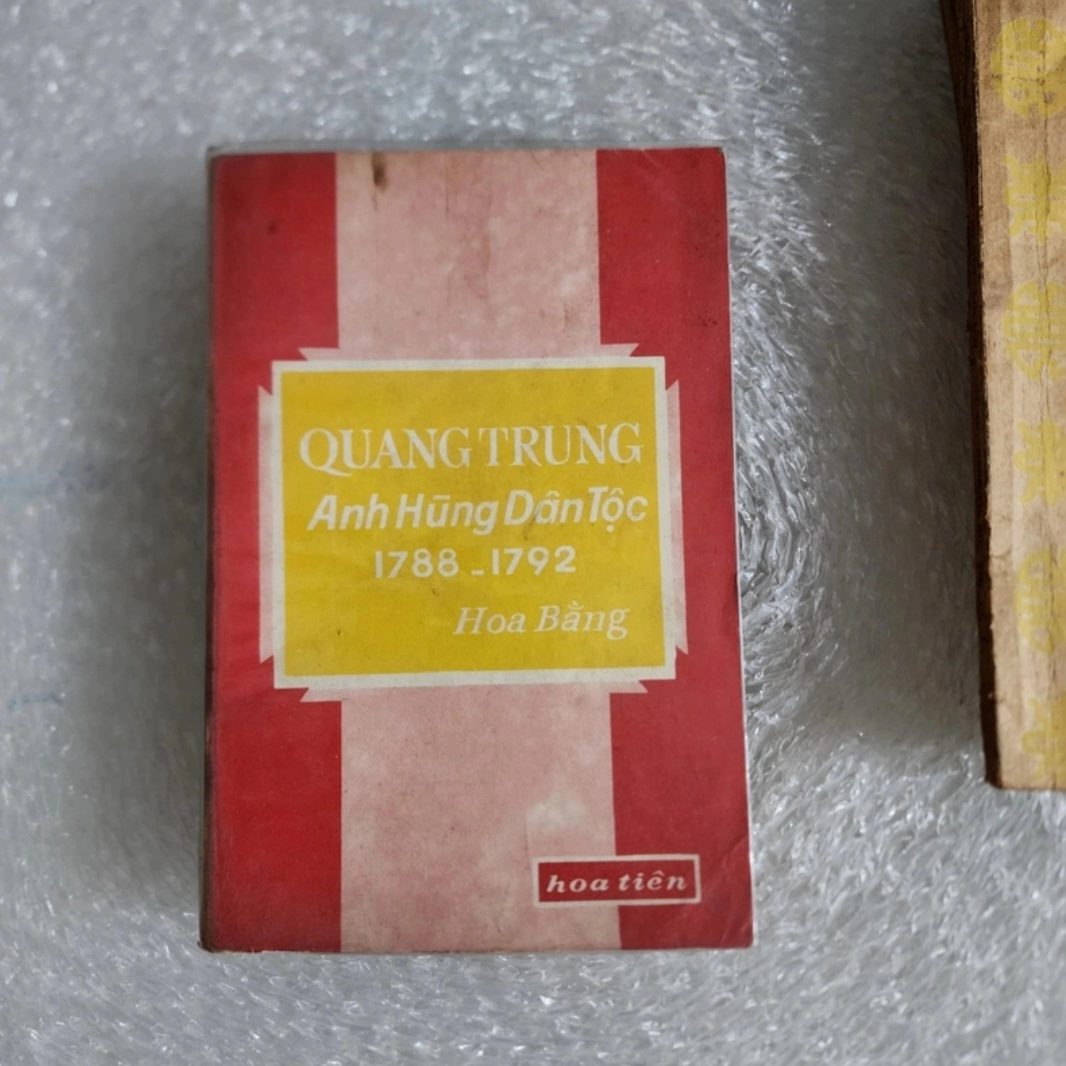 QUANG TRUNG
Anh Hùng Dân Tộc
1788-1792
Hoa Bằng
hoa tiên